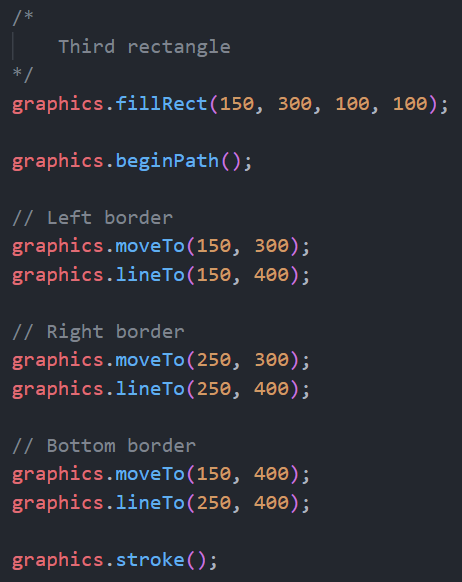 /*
    Third rectangle
*/
graphics.fillRect(150, 300, 100, 100);
graphics.beginPath();
// Left border
graphics.moveTo(150, 300);
graphics.lineTo(150, 400);
// Right border
graphics.moveTo(250, 300);
graphics.lineTo(250, 400);
// Bottom border
graphics.moveTo(150, 400);
graphics.lineTo(250, 400);
graphics.stroke();